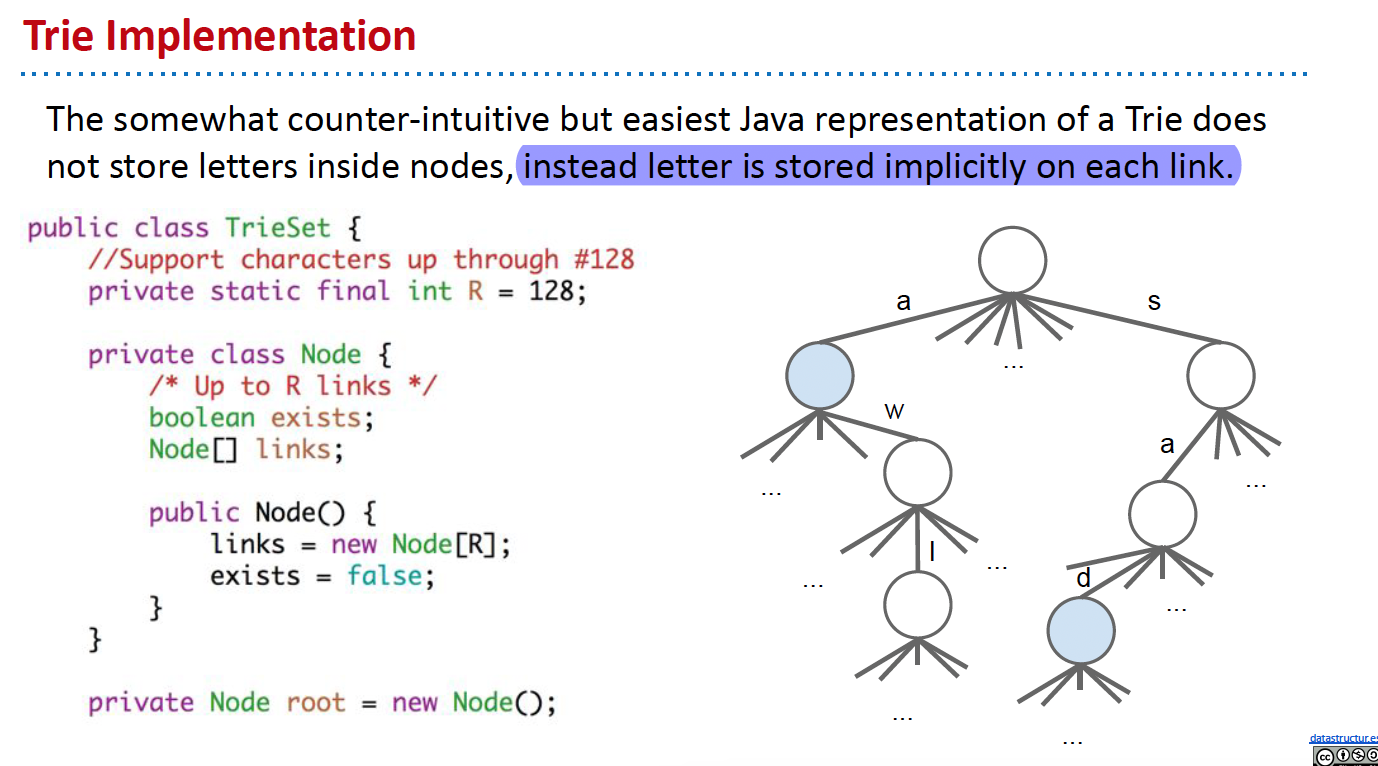 Trie Implementation
The somewhat counter-intuitive but easiest Java representation of a Trie does
not store letters inside nodes, instead letter is stored implicitly on each link.
public class TrieSet {
//Support characters up through #128
private static final int R = 128;
private class Node {
/* Up to R links */
boolean exists;
Node[] links;
public Node() {
links = new Node[R];
exists = false;
}
}
private Node root = new Node();
a
s
...
w
a
...
...
l
...
...
d
...
...
...
datastructur.es
cc